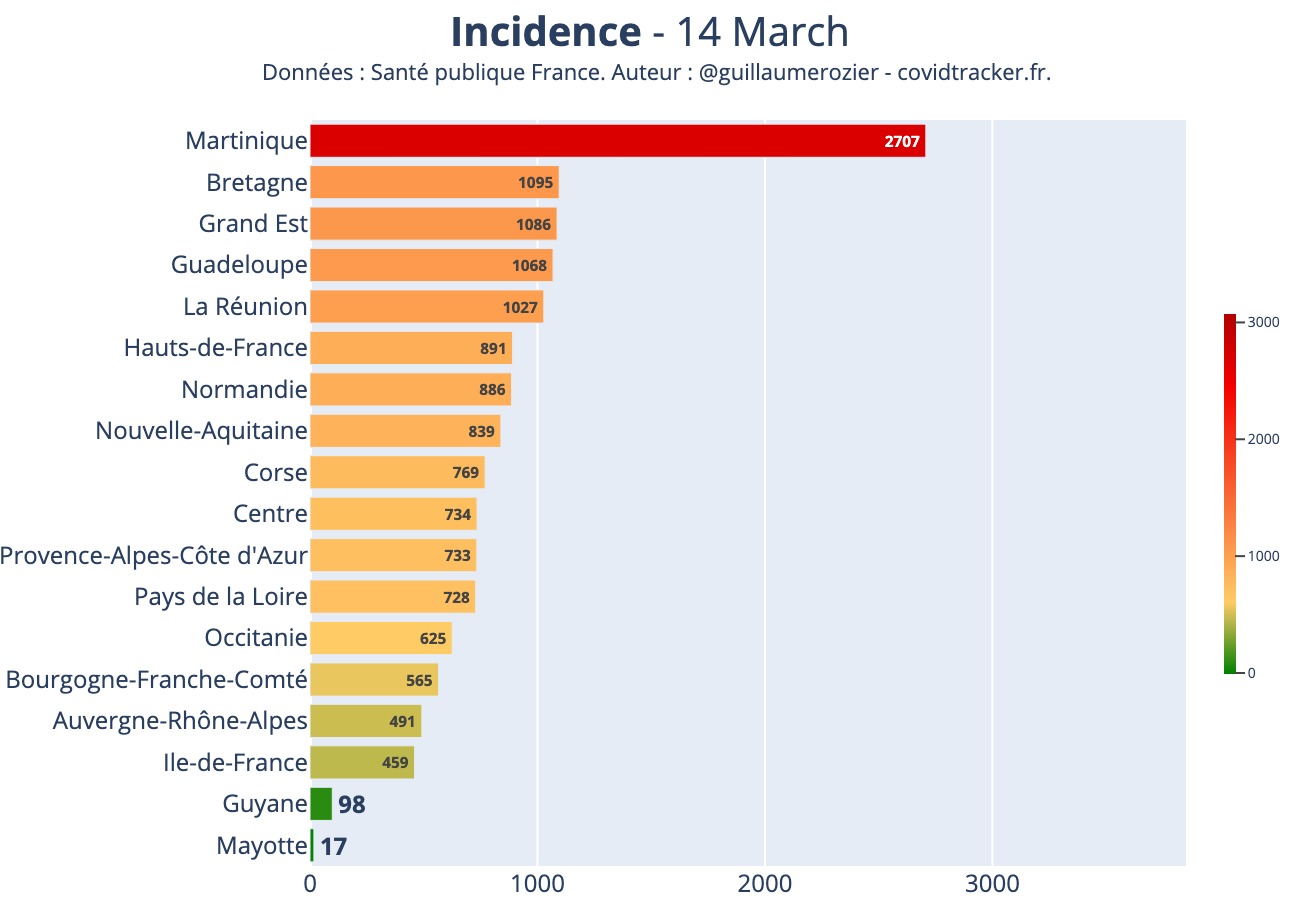 Incidence - 14 March
Données : Santé publique France. Auteur : @guillaumerozier - covidtracker.fr.
Martinique 2707
Bretagne 1095
Grand Est 1086
Guadeloupe 1068
La Réunion 1027
3000
Hauts-de-France 891
Normandie 886
Nouvelle-Aquitaine 839
2000
Corse 769
Centre 734
Provence-Alpes-Côte d'Azur 733
1000
Pays de la Loire 728
Occitanie 625
Bourgogne-Franche-Comté 565
0
Auvergne-Rhône-Alpes 491
Ile-de-France 459
Guyane 98
Mayotte 17
0 1000 2000 3000